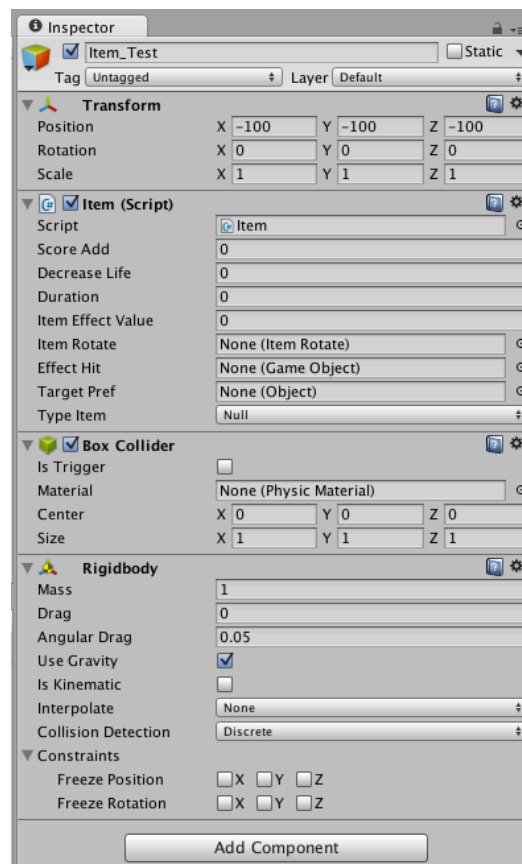 Inspector
Item_Test Static
Tag Untagged Layer Default
Transform
Position X -100 Y -100 Z -100
Rotation X 0 Y 0 Z 0
Scale X 1 Y 1 Z 1
Item (Script)
Script Item
Score Add 0
Decrease Life 0
Duration 0
Item Effect Value 0
Item Rotate None (Item Rotate)
Effect Hit None (Game Object)
Target Pref None (Object)
Type Item Null
Box Collider
Is Trigger
Material None (Physic Material)
Center X 0 Y 0 Z 0
Size X 1 Y 1 Z 1
Rigidbody
Mass 1
Drag 0
Angular Drag 0.05
Use Gravity
Is Kinematic
Interpolate None
Collision Detection Discrete
Constraints
Freeze Position X Y Z
Freeze Rotation X Y Z
Add Component